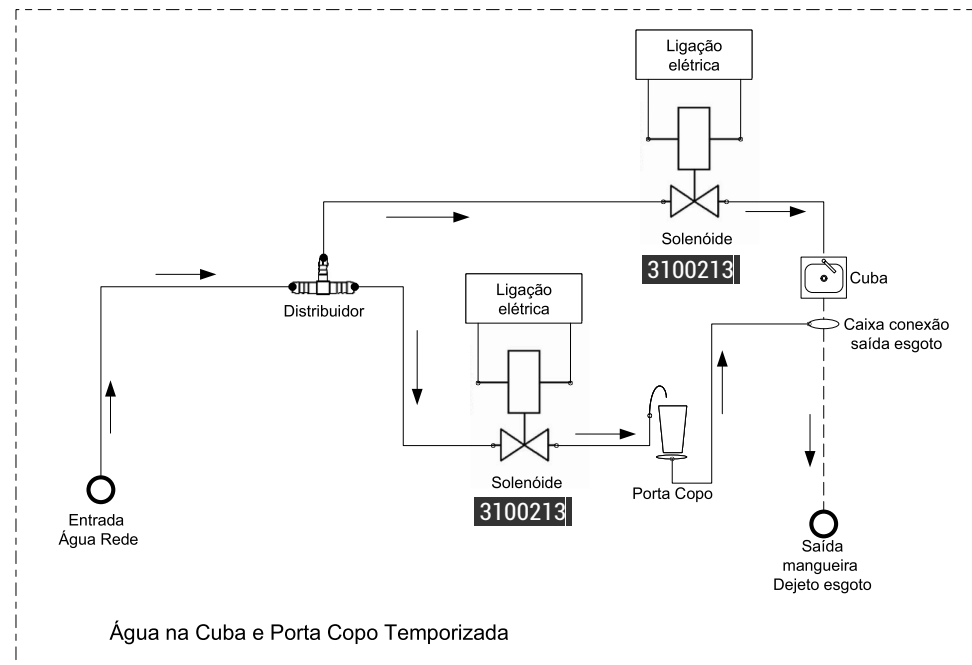 Ligação
elétrica
Solenóide
3100213
Cuba
Caixa conexão
saída esgoto
Distribuidor
Ligação
elétrica
Solenóide
3100213
Porta Copo
Entrada
Água Rede
Saída
mangueira
Dejeto esgoto
Água na Cuba e Porta Copo Temporizada